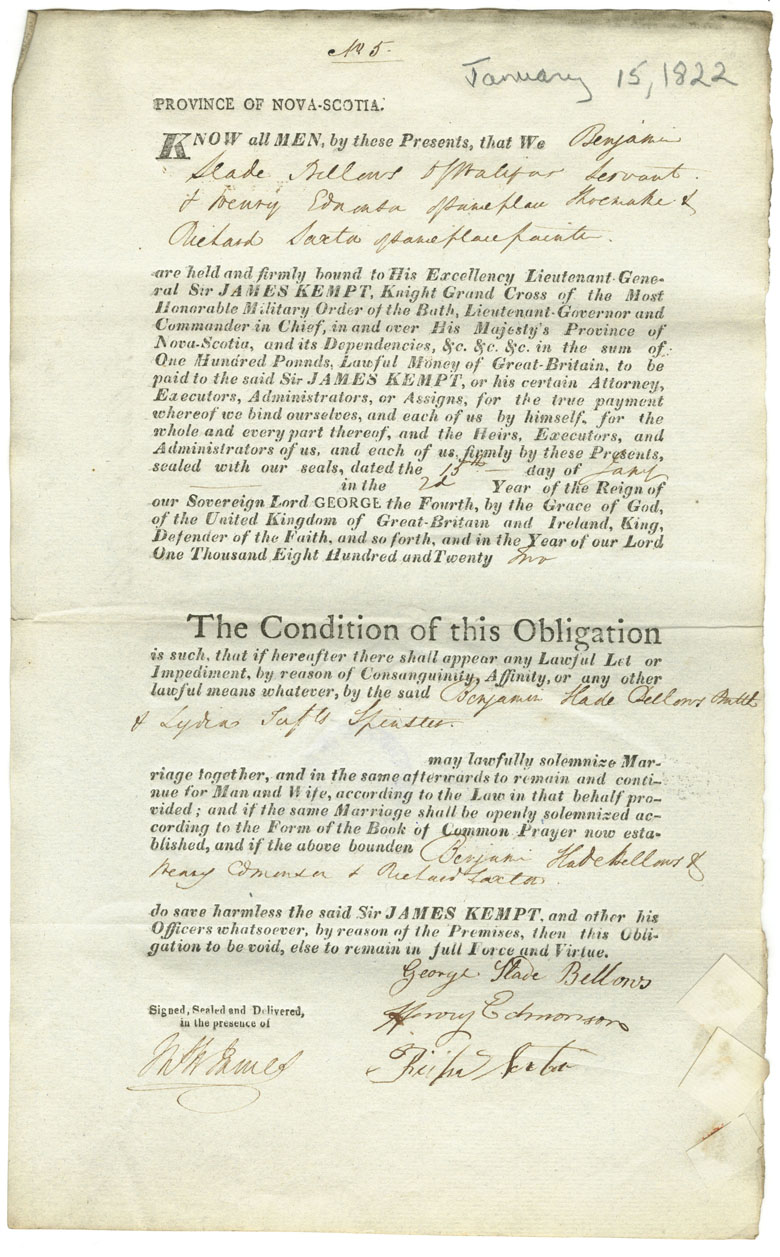 No 5.
January 15, 1822
PROVINCE OF NOVA-SCOTIA.
KNOW all MEN, by these Presents, that We Benjamin
Slade Bellows of Halifax Servant
& Henry Edmonson of same place Shoemaker &
Richard Saxton of same place painter.
are held and firmly bound to His Excellency Lieutenant-Gene-
ral Sir JAMES KEMPT, Knight Grand Cross of the Most
Honorable Military Order of the Bath, Lieutenant-Governor and
Commander in Chief, in and over His Majesty's Province of
Nova-Scotia, and its Dependencies, &c. &c. &c. in the sum of
One Hundred Ponnds, Lawful Money of Great-Britain, to be
paid to the said Sir JAMES KEMPT, or his certain Attorney,
Executors, Administrators, or Assigns, for the true payment
whereof we bind ourselves, and each of us by himself, for the
whole and every part thereof, and the Heirs, Executors, and
Administrators of us, and each of us, firmly by these Presents,
sealed with our seals, dated the 15th day of Jany
in the 2d Year of the Reign of
our Sovereign Lord GEORGE the Fourth, by the Grace of God,
of the United Kingdom of Great-Britain and Ireland, King,
Defender of the Faith, and so forth, and in the Year of our Lord
One Thousand Eight Hundred and Twenty two
The Condition of this Obligation
is such, that if hereafter there shall appear any Lawful Let or
Impediment, by reason of Consanguinity, Affinity, or any other
lawful means whatever, by the said Benjamin Slade Bellows
& Lydia Spinster.
may lawfully solemnize Mar-
riage together, and in the same afterwards to remain and conti-
nue for Man and Wife, according to the Law in that behalf pro-
vided; and if the same Marriage shall be openly solemnized ac-
cording to the Form of the Book of Common Prayer now esta-
blished, and if the above bounden Benjamin Slade Bellows &
Henry Edmonson & Richard Saxton.
do save harmless the said Sir JAMES KEMPT, and other his
Officers whatsoever, by reason of the Premises, then this Obli-
gation to be void, else to remain in full Force and Virtue.
George Slade Bellows
Signed, Sealed and Delivered,
in the presence of
Henry Edmonson